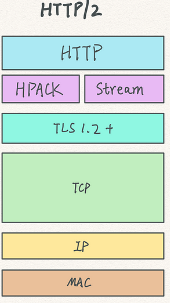 HTTP/2
HTTP
HPACK
Stream
TLS 1.2 +
TCP
IP
MAC